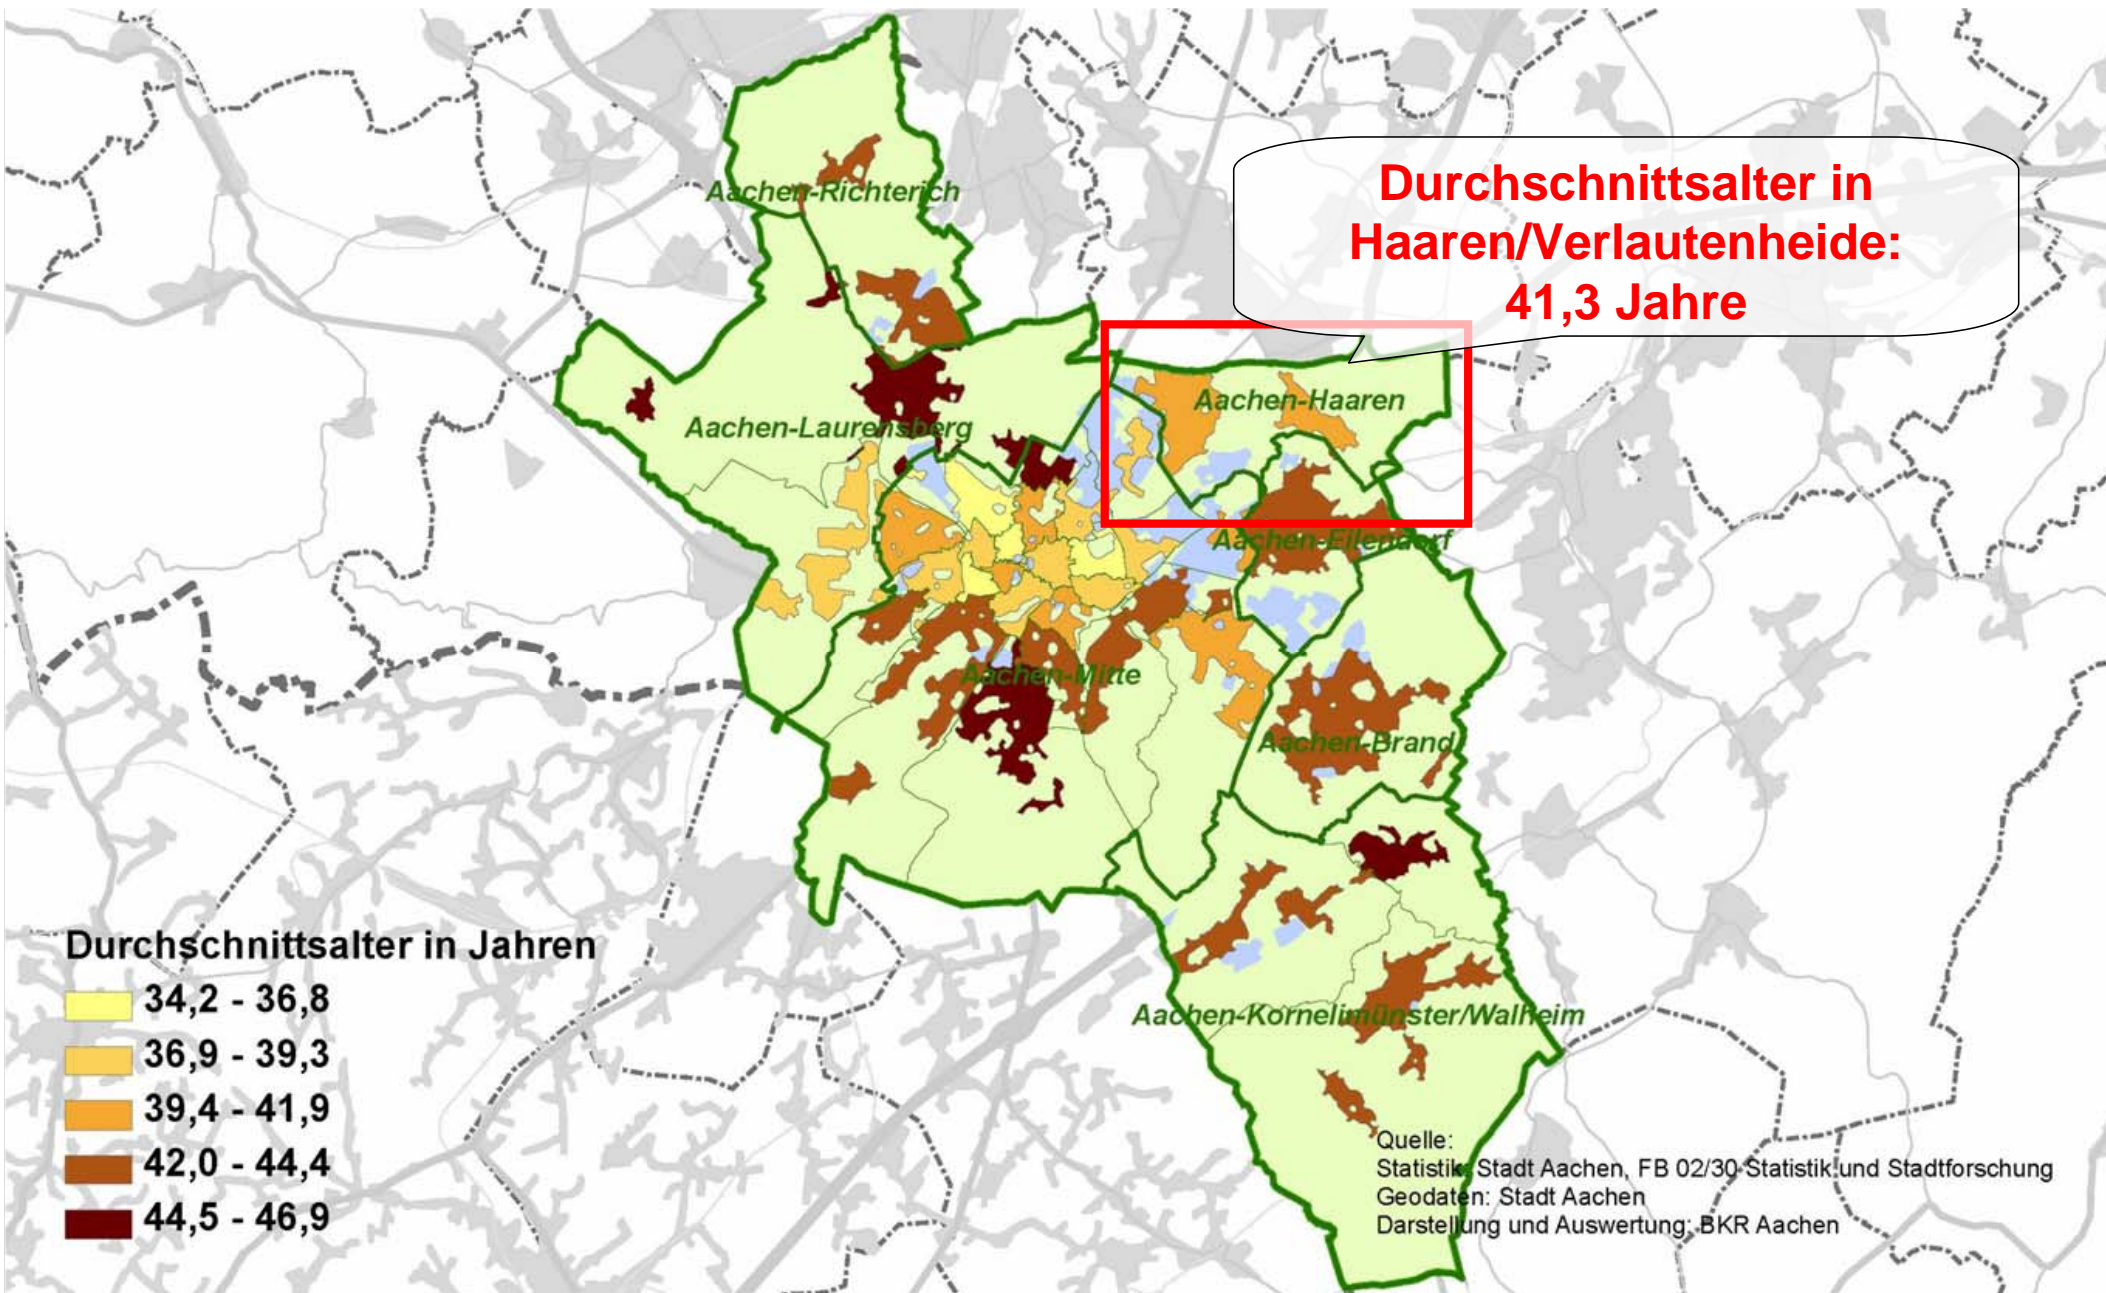 Durchschnittsalter in
Haaren/Verlautenheide:
41,3 Jahre
Aachen-Richterich
Aachen-Haaren
Aachen-Laurensberg
Aachen-Eilendorf
Aachen-Mitte
Aachen-Brand
Aachen-Kornelimünster/Walheim
Durchschnittsalter in Jahren
34,2 - 36,8
36,9 - 39,3
39,4 - 41,9
42,0 - 44,4
44,5 - 46,9
Quelle:
Statistik: Stadt Aachen, FB 02/30 Statistik und Stadtforschung
Geodaten: Stadt Aachen
Darstellung und Auswertung: BKR Aachen